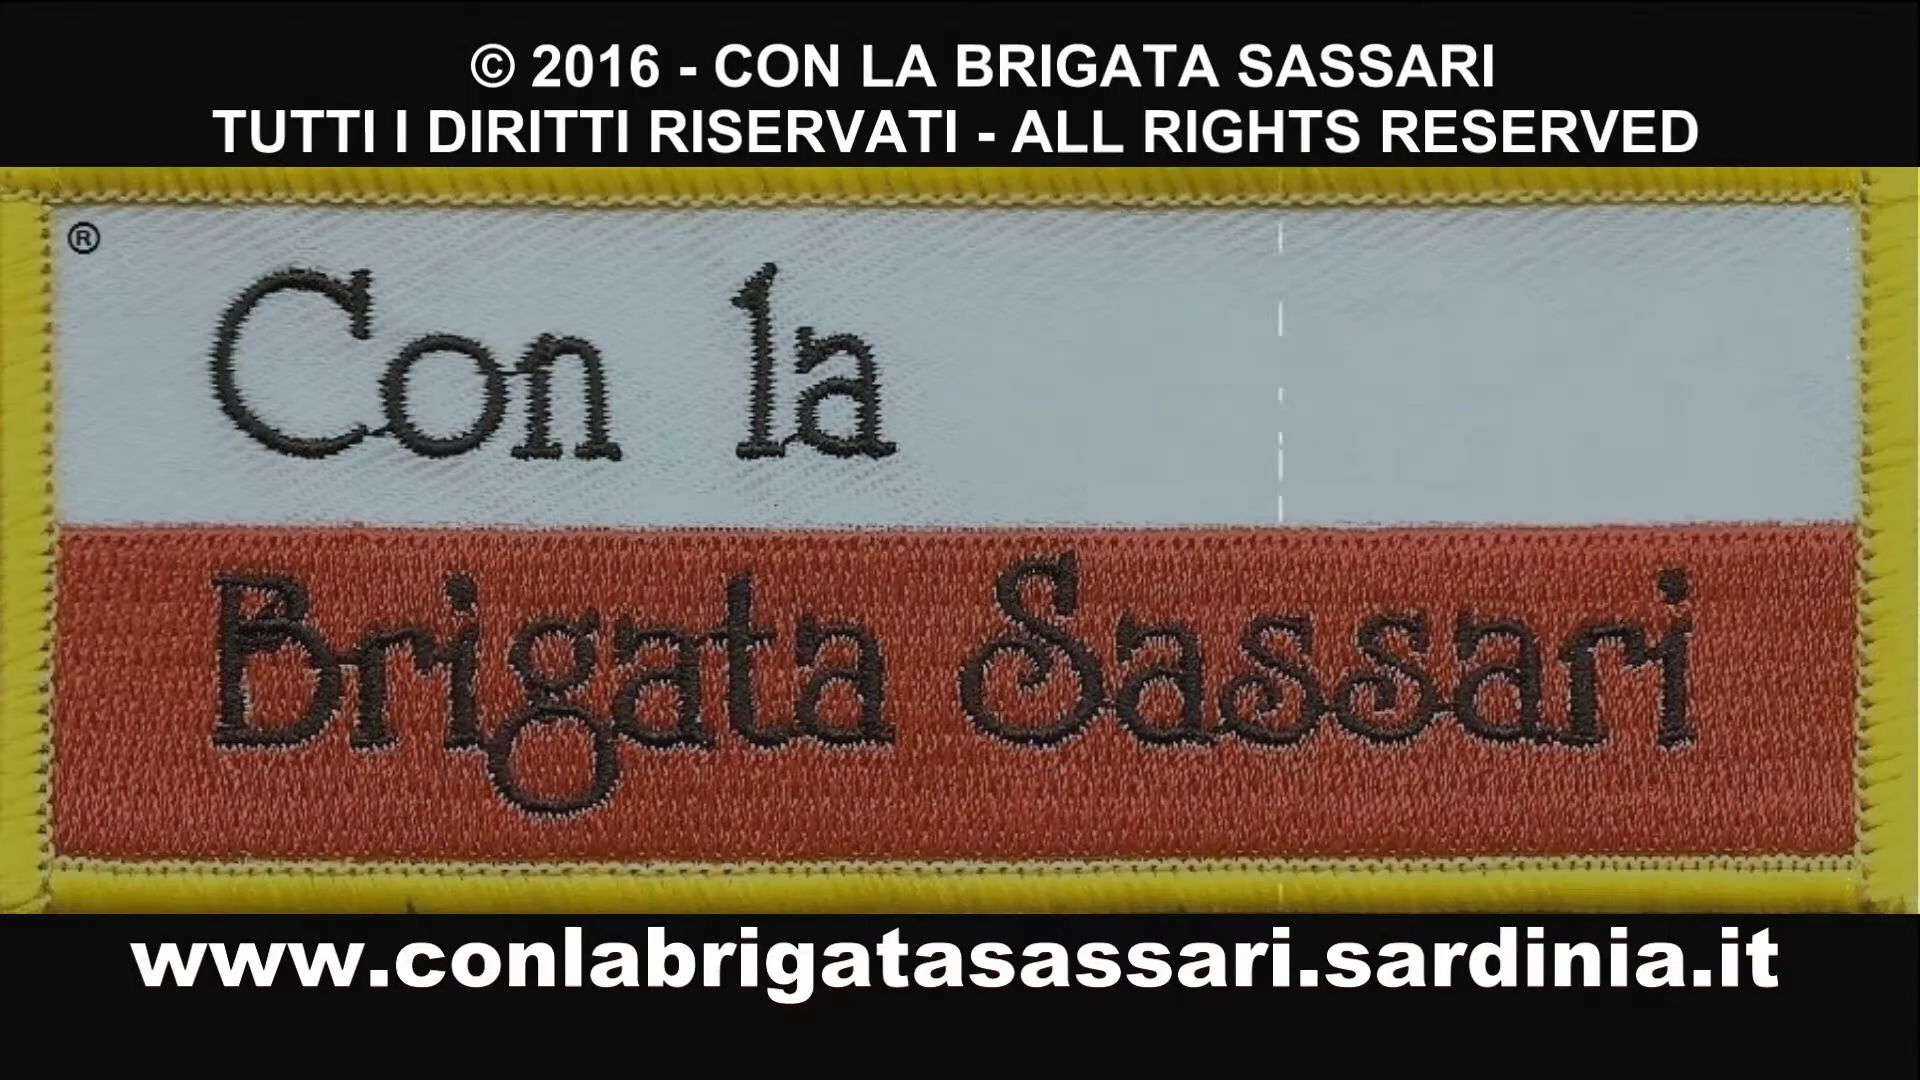 © 2016 - CON LA BRIGATA SASSARI
TUTTI I DIRITTI RISERVATI - ALL RIGHTS RESERVED
®
Con la
Brigata Sassari
www.conlabrigatasassari.sardinia.it